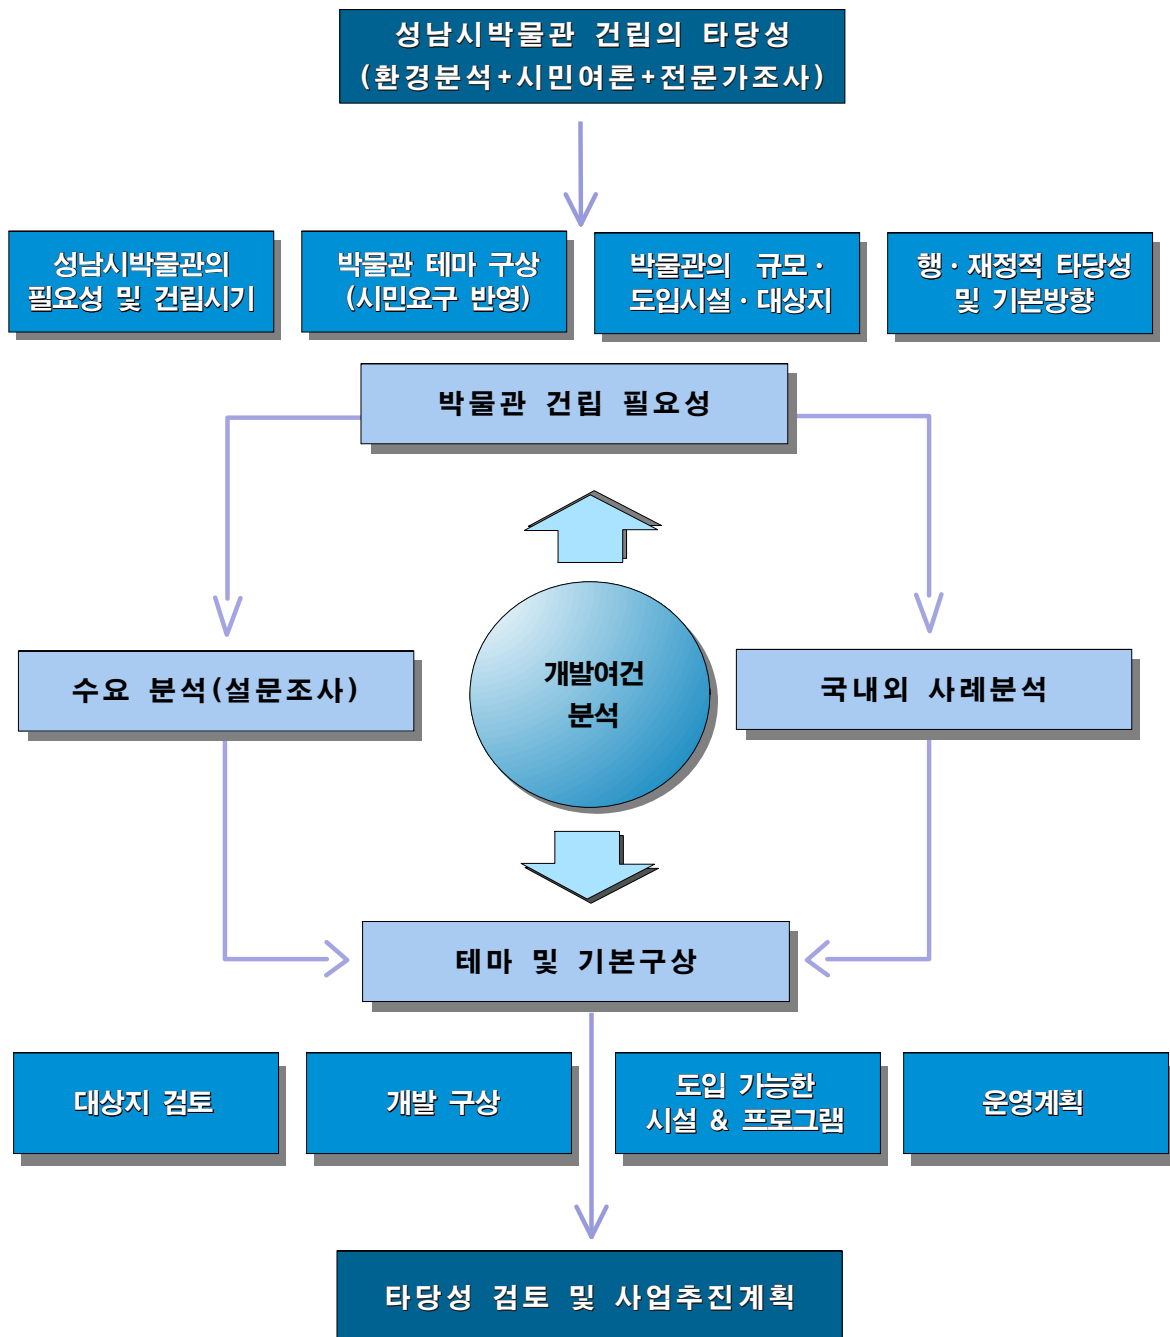 성남시박물관 건립의 타당성
(환경분석+시민여론+전문가조사)
성남시박물관의
필요성 및 건립시기
박물관 테마 구상
(시민요구 반영)
박물관의 규모·
도입시설·대상지
행·재정적 타당성
및 기본방향
박물관 건립 필요성
수요 분석(설문조사)
개발여건
분석
국내외 사례분석
테마 및 기본구상
대상지 검토
개발 구상
도입 가능한
시설 & 프로그램
운영계획
타당성 검토 및 사업추진계획